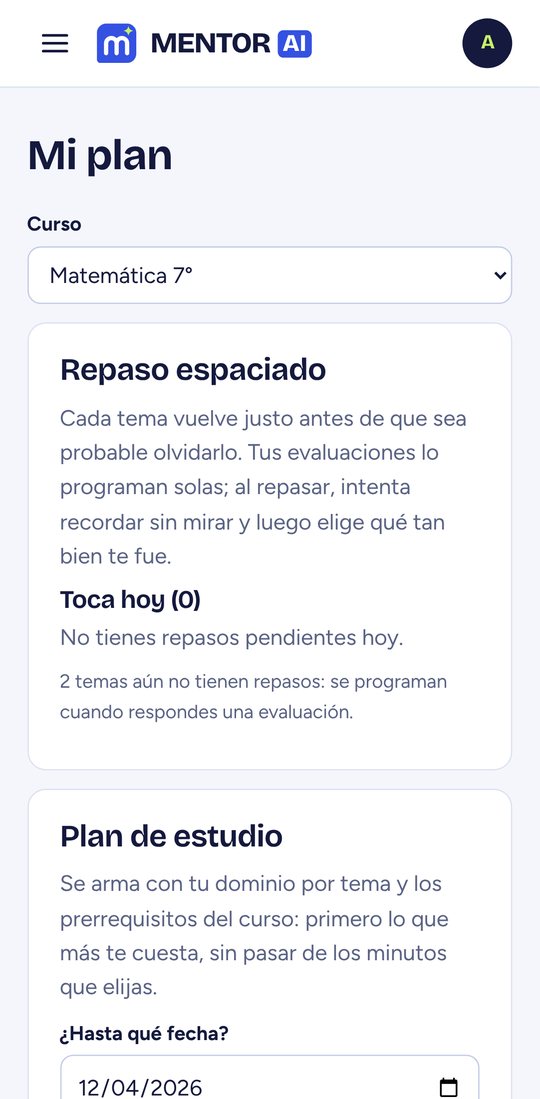 m MENTOR AI
A
Mi plan
Curso
Matemática 7°
Repaso espaciado
Cada tema vuelve justo antes de que sea
probable olvidarlo. Tus evaluaciones lo
programan solas; al repasar, intenta
recordar sin mirar y luego elige qué tan
bien te fue.
Toca hoy (0)
No tienes repasos pendientes hoy.
2 temas aún no tienen repasos: se programan
cuando respondes una evaluación.
Plan de estudio
Se arma con tu dominio por tema y los
prerrequisitos del curso: primero lo que
más te cuesta, sin pasar de los minutos
que elijas.
¿Hasta qué fecha?
12/04/2026